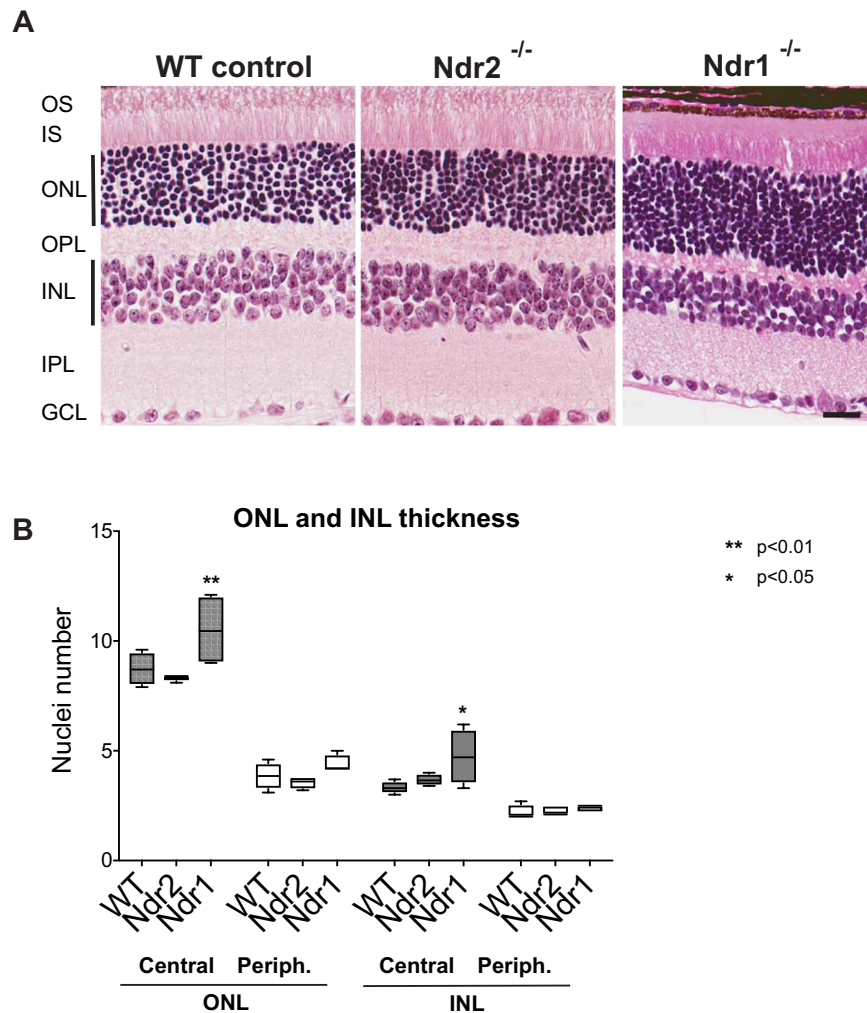 A
WT control
Ndr2 -/-
Ndr1 -/-
OS
IS
ONL
OPL
INL
IPL
GCL
B
ONL and INL thickness
** p<0.01
* p<0.05
Nuclei number
15
10
5
0
**
*
WT Ndr2 Ndr1 WT Ndr2 Ndr1 WT Ndr2 Ndr1 WT Ndr2 Ndr1
Central Periph. Central Periph.
ONL INL